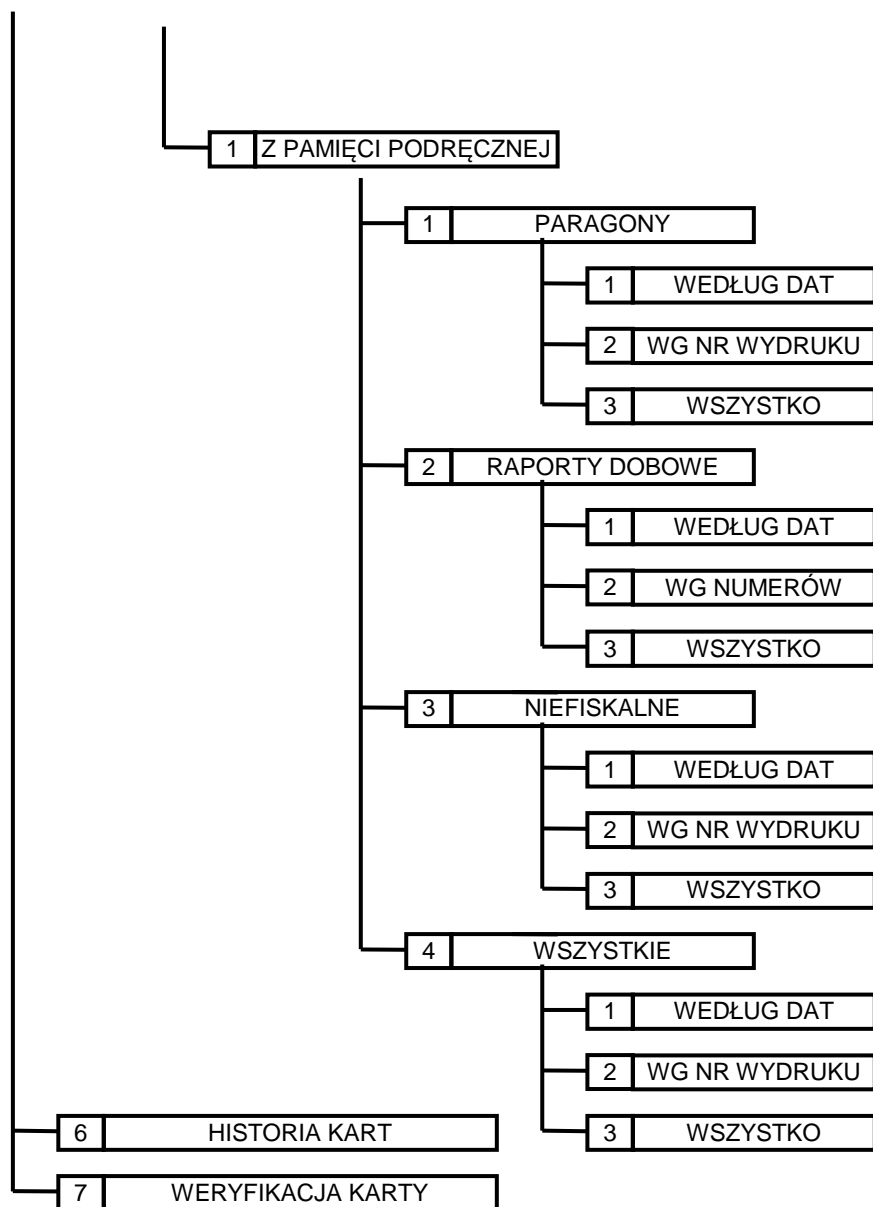 1 Z PAMIĘCI PODRĘCZNEJ
1 PARAGONY
1 WEDŁUG DAT
2 WG NR WYDRUKU
3 WSZYSTKO
2 RAPORTY DOBOWE
1 WEDŁUG DAT
2 WG NUMERÓW
3 WSZYSTKO
3 NIEFISKALNE
1 WEDŁUG DAT
2 WG NR WYDRUKU
3 WSZYSTKO
4 WSZYSTKIE
1 WEDŁUG DAT
2 WG NR WYDRUKU
3 WSZYSTKO
6 HISTORIA KART
7 WERYFIKACJA KARTY